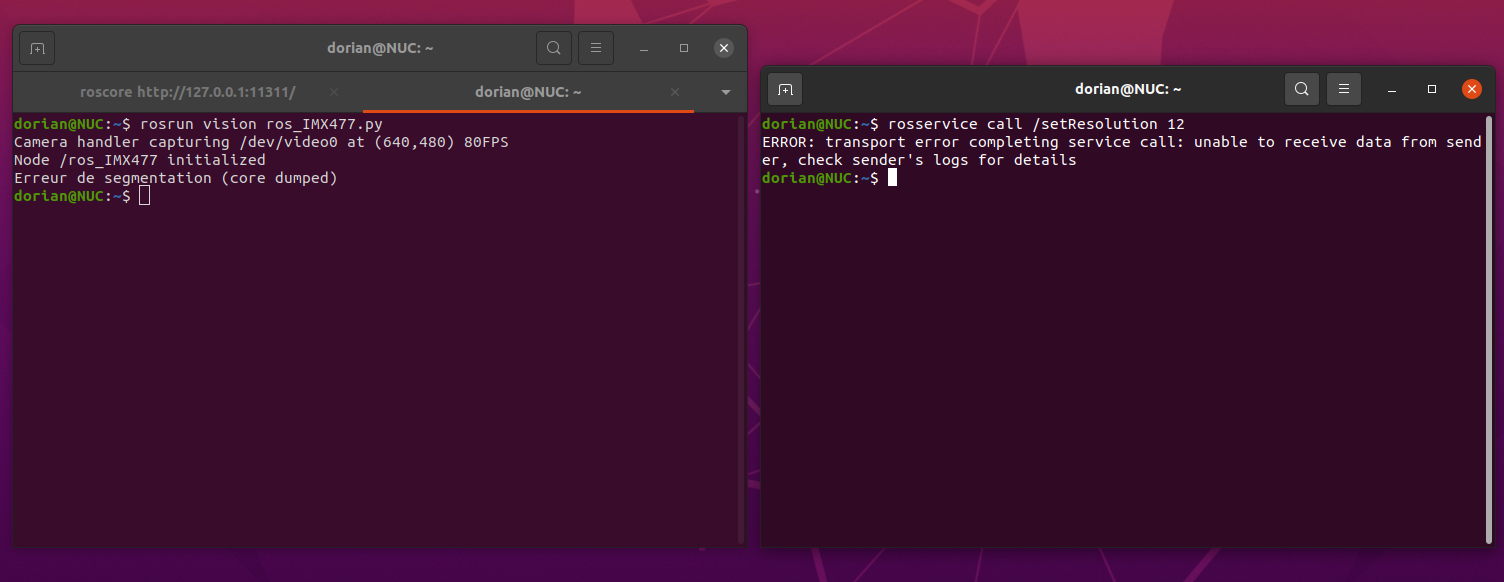 dorian@NUC: ~
roscore http://127.0.0.1:11311/
dorian@NUC: ~
dorian@NUC:~$ rosrun vision ros_IMX477.py
Camera handler capturing /dev/video0 at (640,480) 80FPS
Node /ros_IMX477 initialized
Erreur de segmentation (core dumped)
dorian@NUC:~$
dorian@NUC: ~
dorian@NUC:~$ rosservice call /setResolution 12
ERROR: transport error completing service call: unable to receive data from send
er, check sender's logs for details
dorian@NUC:~$